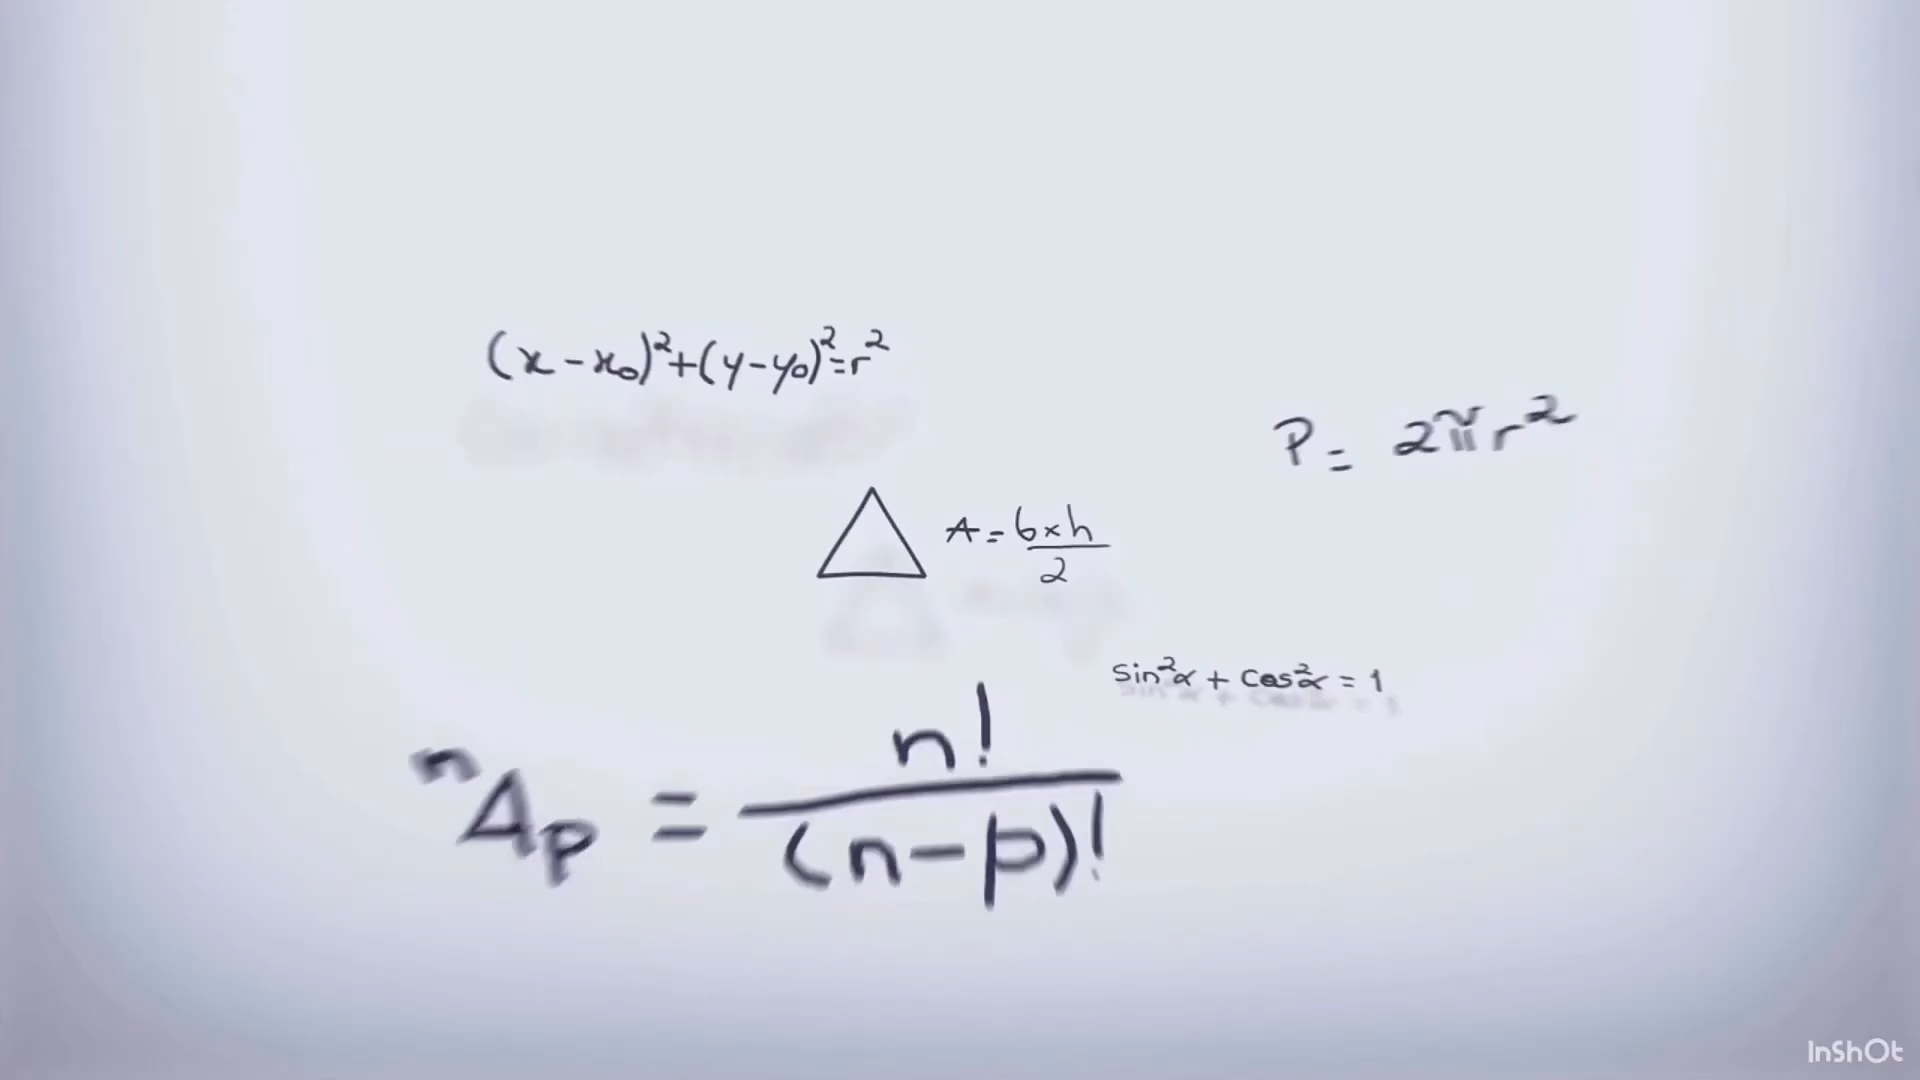 (x-x₀)²+(y-y₀)²=r²
P= 2πr²
A=b×h/2
sin²α + cos²α = 1
ⁿAₚ = n!/(n-p)!
InShOt